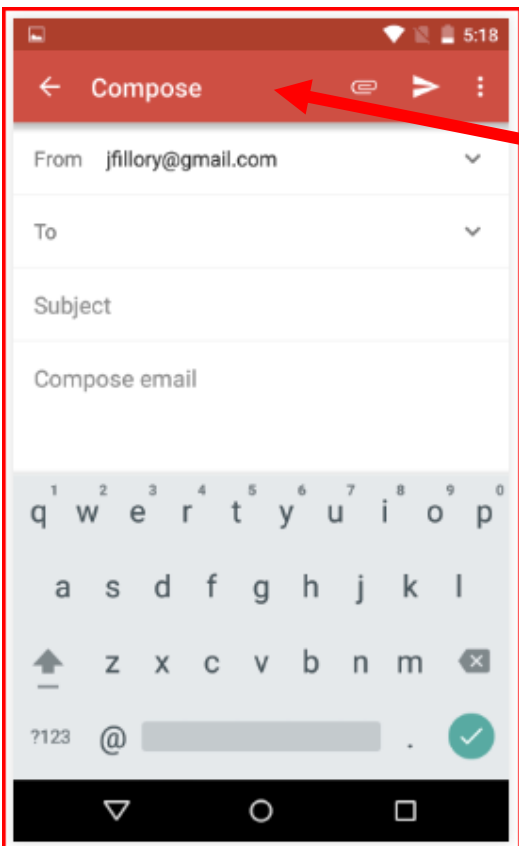 5:18
Compose
From jfillory@gmail.com
To
Subject
Compose email
1 2 3 4 5 6 7 8 9 0
q w e r t y u i o p
a s d f g h j k l
z x c v b n m
?123 @ .